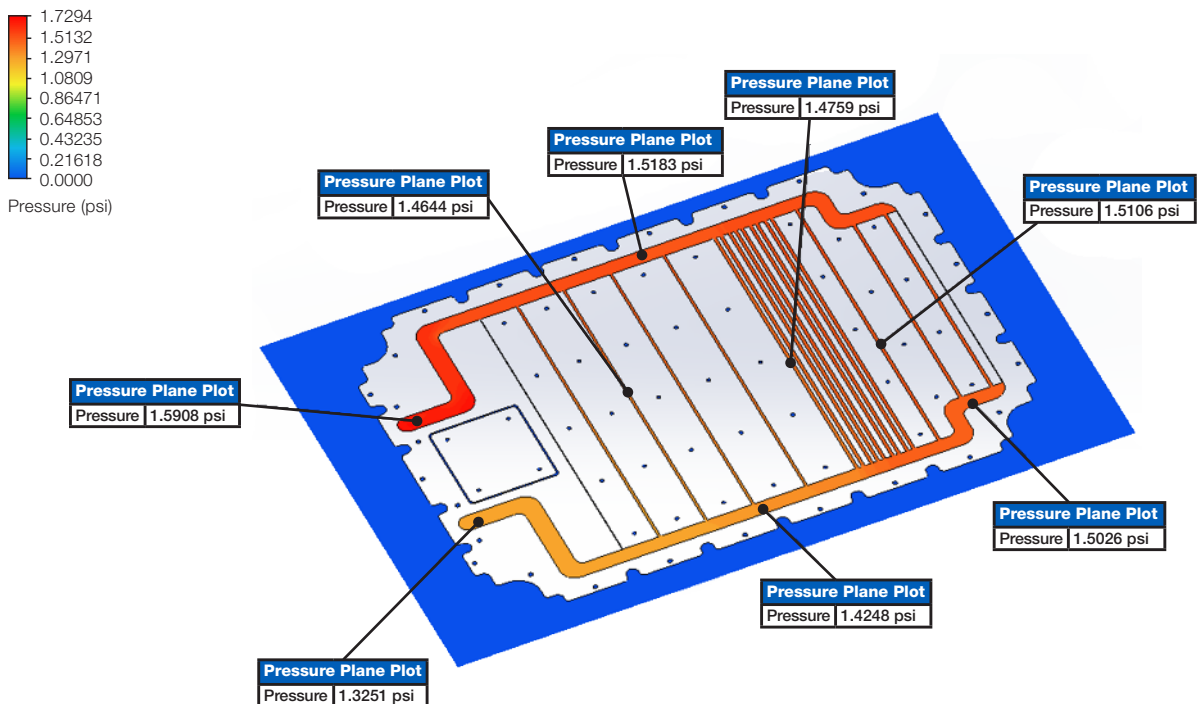 1.7294
1.5132
1.2971
1.0809
0.86471
0.64853
0.43235
0.21618
0.0000
Pressure (psi)
Pressure Plane Plot
Pressure 1.4759 psi
Pressure Plane Plot
Pressure 1.5183 psi
Pressure Plane Plot
Pressure 1.4644 psi
Pressure Plane Plot
Pressure 1.5106 psi
Pressure Plane Plot
Pressure 1.5908 psi
Pressure Plane Plot
Pressure 1.5026 psi
Pressure Plane Plot
Pressure 1.4248 psi
Pressure Plane Plot
Pressure 1.3251 psi